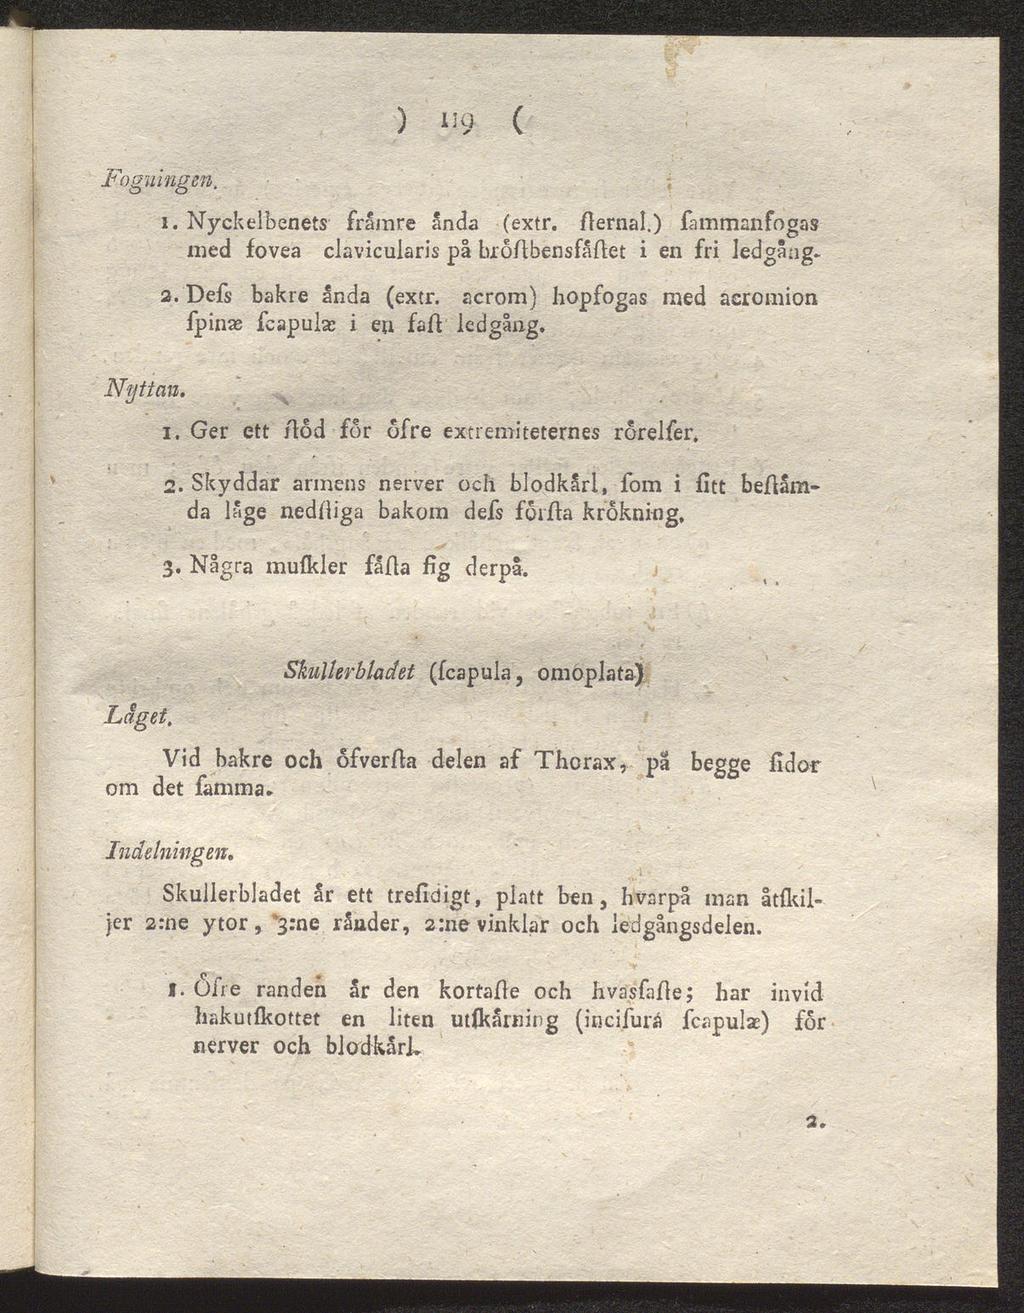 ) 119 (
Fogningen.
1. Nyckelbenets fråmre ånda (extr. ſternal.) ſammanfogas
med fovea clavicularis på bröſtbensfåſtet i en fri ledgång.
2. Deſs bakre ånda (extr. acrom) hopfogas med acromion
ſpinæ ſcapulæ i en faſt ledgång.
Nyttan.
1. Ger ett ſtöd för öfre extremiteternes rörelſer.
2. Skyddar armens nerver och blodkårl, ſom i ſitt beſtåm-
da låge nedſtiga bakom deſs förſta krökning.
3. Några muſkler fåſta ſig derpå.
Skullerbladet (ſcapula, omoplata)
Låget.
Vid bakre och öfverſta delen af Thorax, på begge ſidor
om det ſamma.
Indelningen.
Skullerbladet år ett treſidigt, platt ben, hvarpå man åtſkil-
jer 2:ne ytor, 3:ne rånder, 2:ne vinklar och ledgångsdelen.
1. Öfre randen år den kortaſte och hvasſaſte; har invid
hakutſkottet en liten utſkårning (inciſura ſcapulæ) för
nerver och blodkårl.
2.